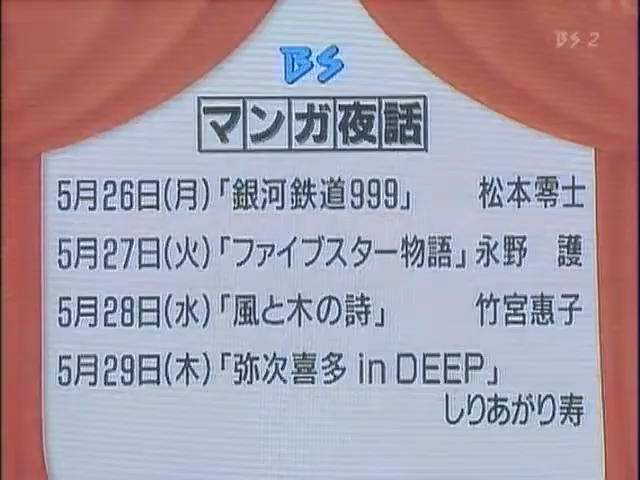 BS2
BS
マンガ夜話
5月26日(月)「銀河鉄道999」 松本零士
5月27日(火)「ファイブスター物語」永野 護
5月28日(水)「風と木の詩」 竹宮惠子
5月29日(木)「弥次喜多 in DEEP」
しりあがり寿